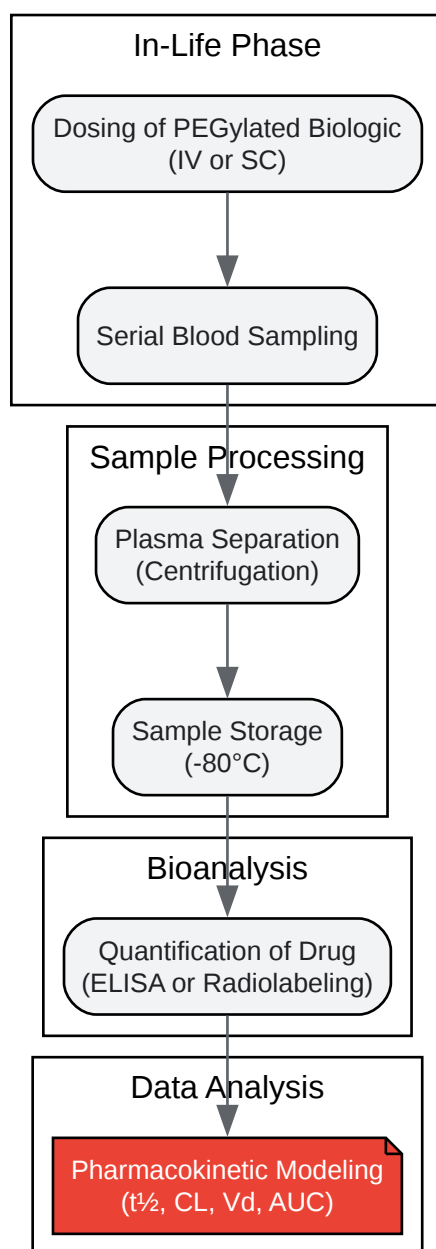 In-Life Phase
Dosing of PEGylated Biologic
(IV or SC)
Serial Blood Sampling
Sample Processing
Plasma Separation
(Centrifugation)
Sample Storage
(-80°C)
Bioanalysis
Quantification of Drug
(ELISA or Radiolabeling)
Data Analysis
Pharmacokinetic Modeling
(t½, CL, Vd, AUC)